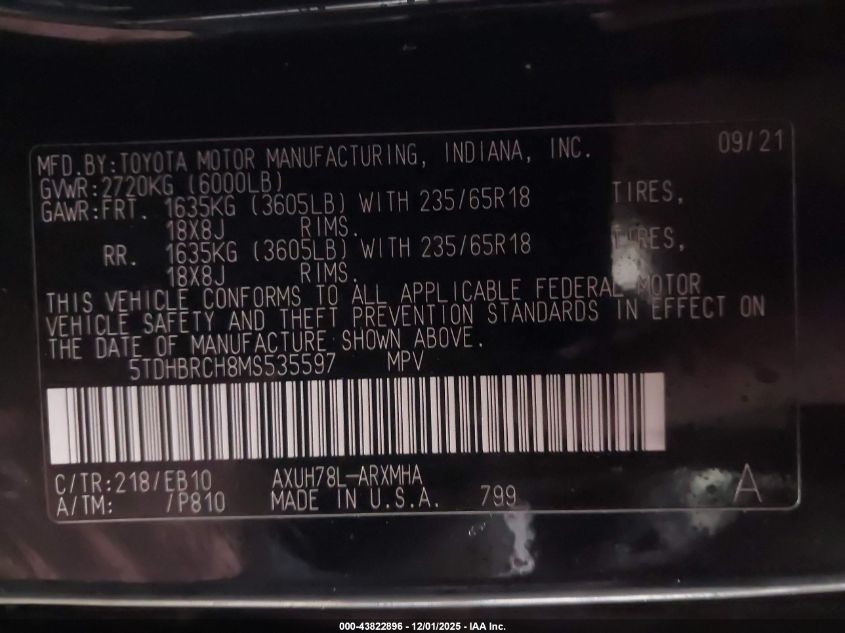 MFD.BY:TOYOTA MOTOR MANUFACTURING, INDIANA, INC. 09/21
GVWR:2720KG (6000LB)
GAWR:FRT. 1635KG (3605LB) WITH 235/65R18 TIRES,
18X8J RIMS.
RR. 1635KG (3605LB) WITH 235/65R18 TIRES,
18X8J RIMS.
THIS VEHICLE CONFORMS TO ALL APPLICABLE FEDERAL MOTOR
VEHICLE SAFETY AND THEFT PREVENTION STANDARDS IN EFFECT ON
THE DATE OF MANUFACTURE SHOWN ABOVE.
5TDHBRCH8MS535597 MPV
C/TR:218/EB10 AXUH78L-ARXMHA
A/TM: /P810 MADE IN U.S.A. 799 A
000-43822896 - 12/01/2025 - IAA Inc.